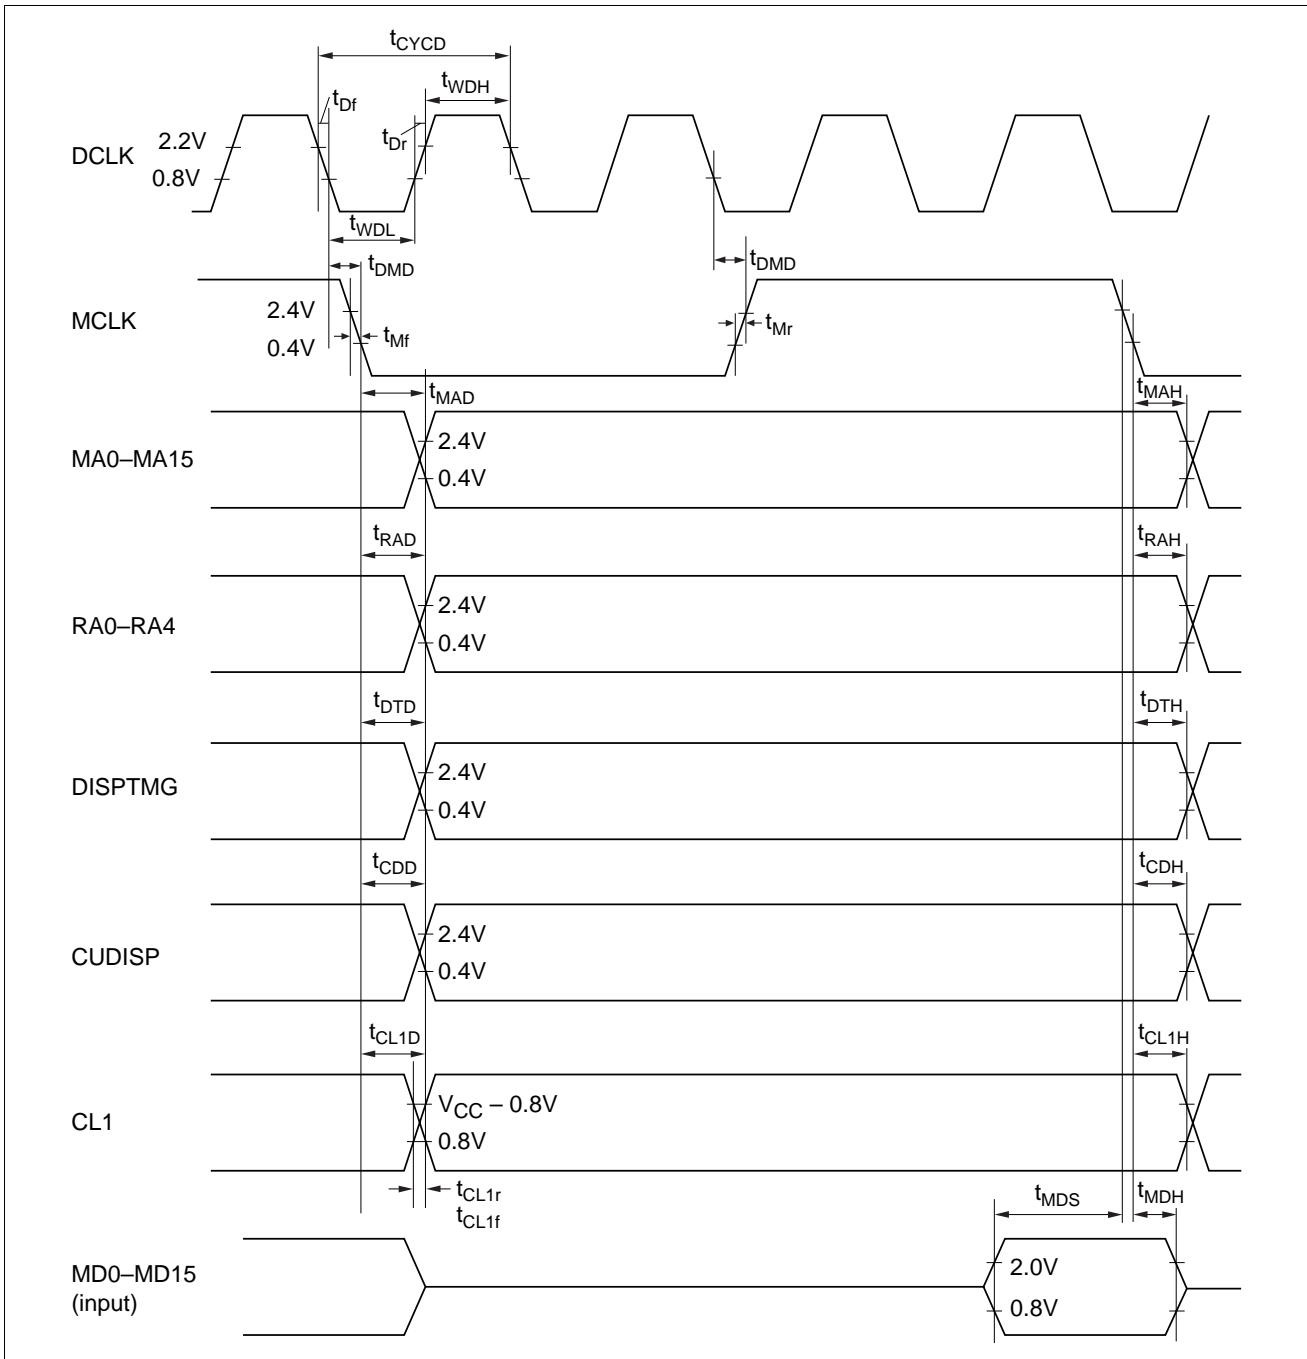 tCYCD
tWDH
tDf
tDr
DCLK
2.2V
0.8V
tWDL
tDMD
tDMD
MCLK
2.4V
0.4V
tMf
tMr
tMAD
tMAH
MA0–MA15
2.4V
0.4V
tRAD
tRAH
RA0–RA4
2.4V
0.4V
tDTD
tDTH
DISPTMG
2.4V
0.4V
tCDD
tCDH
CUDISP
2.4V
0.4V
tCL1D
tCL1H
CL1
VCC – 0.8V
0.8V
tCL1r
tCL1f
tMDS
tMDH
MD0–MD15
(input)
2.0V
0.8V